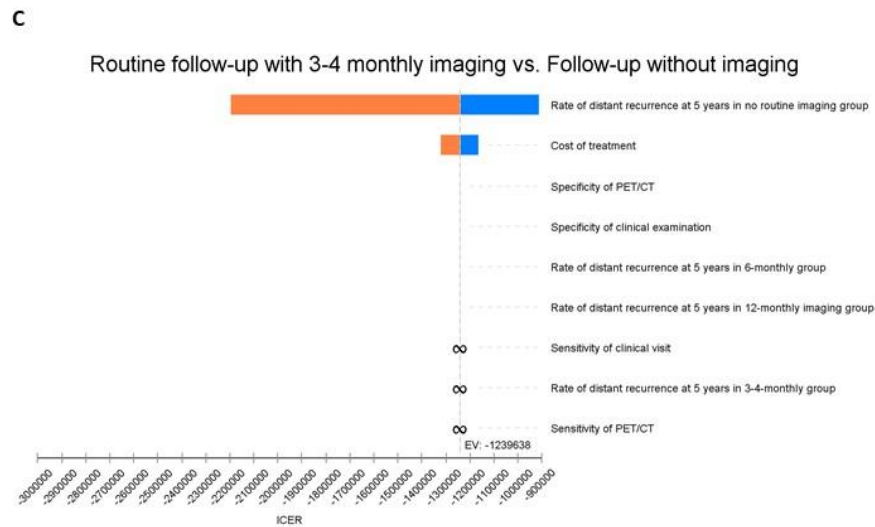 C
Routine follow-up with 3-4 monthly imaging vs. Follow-up without imaging
Rate of distant recurrence at 5 years in no routine imaging group
Cost of treatment
Specificity of PET/CT
Specificity of clinical examination
Rate of distant recurrence at 5 years in 6-monthly group
Rate of distant recurrence at 5 years in 12-monthly imaging group
∞ Sensitivity of clinical visit
∞ Rate of distant recurrence at 5 years in 3-4-monthly group
∞ Sensitivity of PET/CT
EV: -1239638
-3000000 -2900000 -2800000 -2700000 -2600000 -2500000 -2400000 -2300000 -2200000 -2100000 -2000000 -1900000 -1800000 -1700000 -1600000 -1500000 -1400000 -1300000 -1200000 -1100000 -1000000 -900000
ICER